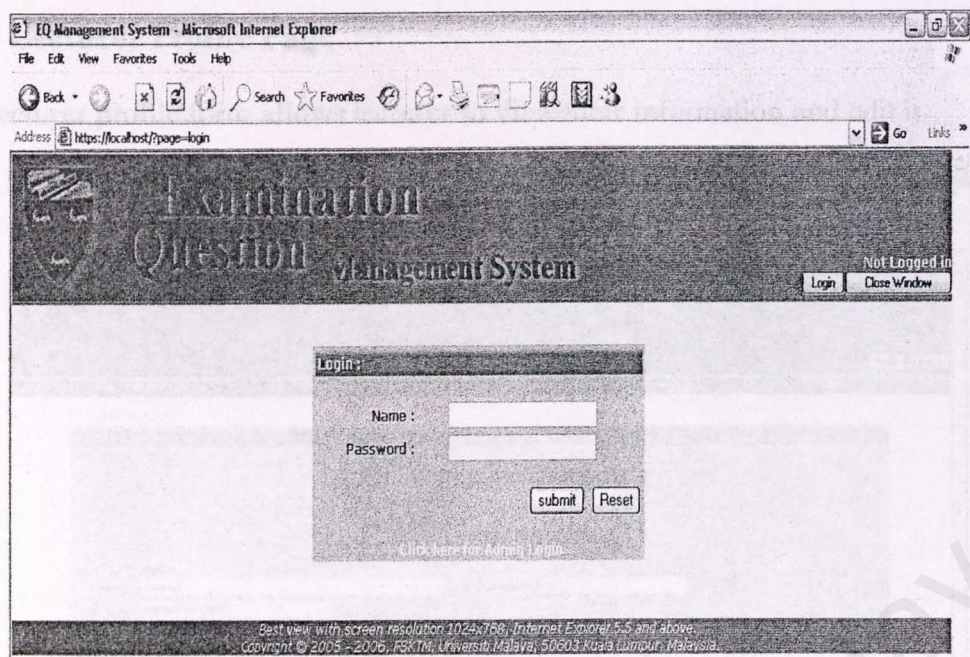 EQ Management System - Microsoft Internet Explorer
File Edit View Favorites Tools Help
Back Search Favorites
Address https://localhost/?page=login Go Links »
Examination
Question Management System
Not Logged in
Login Close Window
Login :
Name :
Password :
submit Reset
Click here for Admin Login
Best view with screen resolution 1024x768, Internet Explorer 5.5 and above.
Copyright © 2005 - 2006, FSKTM, Universiti Malaya, 50603 Kuala Lumpur, Malaysia.